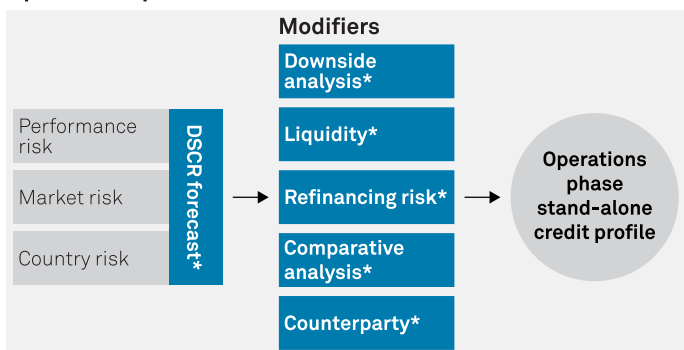 Modifiers
Performance
risk
Market risk
Country risk
DSCR forecast*
Downside
analysis*
Liquidity*
Refinancing risk*
Comparative
analysis*
Counterparty*
Operations
phase
stand-alone
credit profile